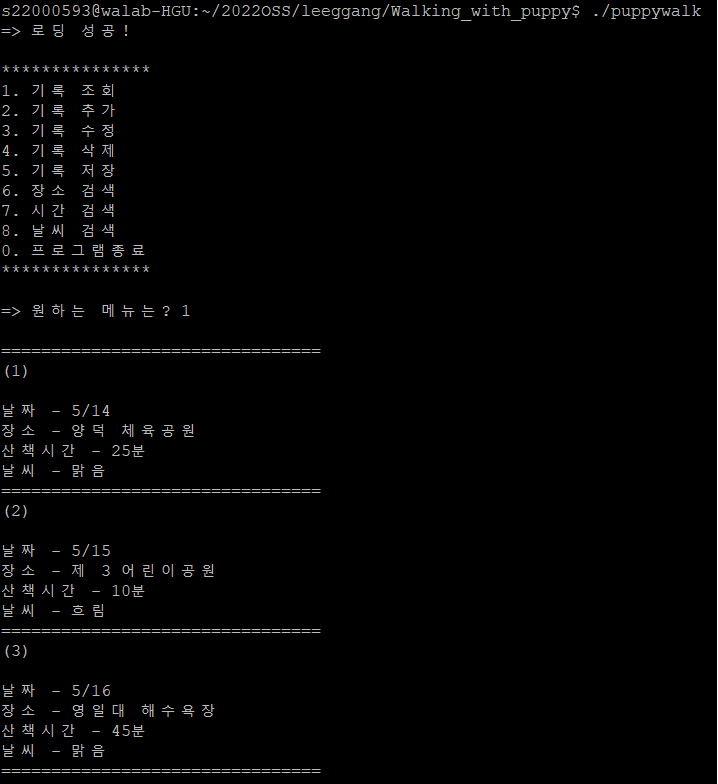 s22000593@walab-HGU:~/2022OSS/leeggang/Walking_with_puppy$ ./puppywalk
=> 로딩 성공!
***************
1. 기록 조회
2. 기록 추가
3. 기록 수정
4. 기록 삭제
5. 기록 저장
6. 장소 검색
7. 시간 검색
8. 날씨 검색
0. 프로그램종료
***************
=> 원하는 메뉴는? 1
================================
(1)
날짜 - 5/14
장소 - 양덕 체육공원
산책시간 - 25분
날씨 - 맑음
================================
(2)
날짜 - 5/15
장소 - 제 3 어린이공원
산책시간 - 10분
날씨 - 흐림
================================
(3)
날짜 - 5/16
장소 - 영일대 해수욕장
산책시간 - 45분
날씨 - 맑음
================================